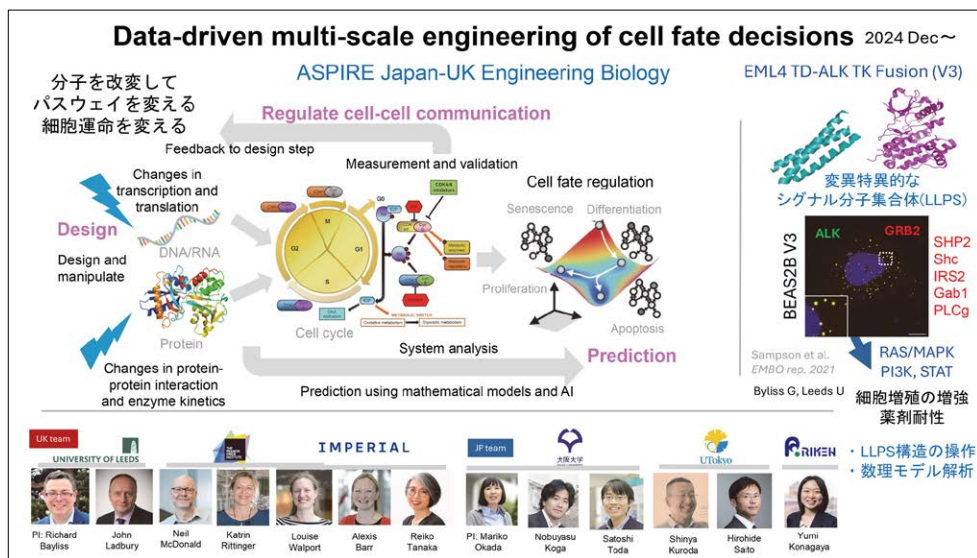 Data-driven multi-scale engineering of cell fate decisions 2024 Dec～
ASPIRE Japan-UK Engineering Biology
分子を改変して
パスウェイを変える
細胞運命を変える
Regulate cell-cell communication
Feedback to design step
Measurement and validation
Changes in
transcription and
translation
Design
Design and
manipulate
DNA/RNA
Protein
Changes in protein-
protein interaction
and enzyme kinetics
G0
M
G2
G1
S
Cell cycle
System analysis
Prediction using mathematical models and AI
Cell fate regulation
Senescence
Differentiation
Proliferation
Apoptosis
Prediction
EML4 TD-ALK TK Fusion (V3)
変異特異的な
シグナル分子集合体(LLPS)
BEAS2B V3
ALK
GRB2
SHP2
Shc
IRS2
Gab1
PLCg
Sampson et al.
EMBO rep. 2021
RAS/MAPK
PI3K, STAT
Byliss G, Leeds U
細胞増殖の増強
薬剤耐性
・LLPS構造の操作
・数理モデル解析
UK team
UNIVERSITY OF LEEDS
IMPERIAL
JP team
大阪大学
UTokyo
RIKEN
PI: Richard
Bayliss
John
Ladbury
Neil
McDonald
Katrin
Rittinger
Louise
Walport
Alexis
Barr
Reiko
Tanaka
PI: Mariko
Okada
Nobuyasu
Koga
Satoshi
Toda
Shinya
Kuroda
Hirohide
Saito
Yumi
Konagaya